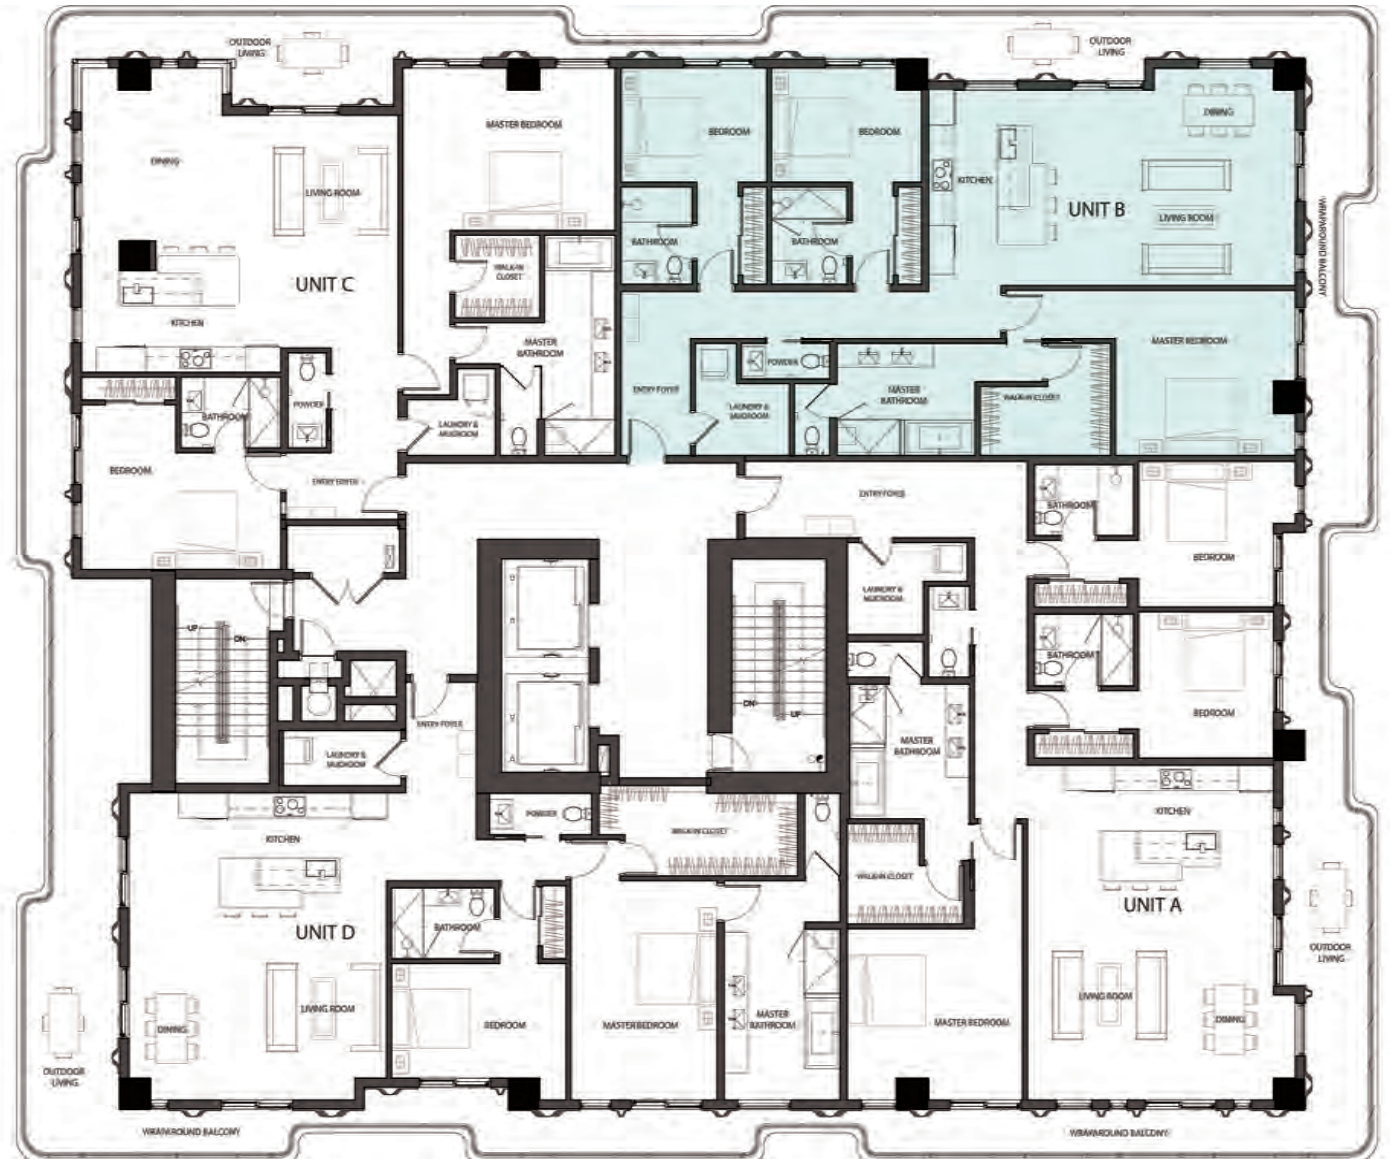 OUTDOOR
LIVING
OUTDOOR
LIVING
MASTER BEDROOM
BEDROOM
BEDROOM
DINING
DINING
KITCHEN
LIVING ROOM
UNIT B
LIVING ROOM
WRAPAROUND BALCONY
BATHROOM
BATHROOM
WALK-IN
CLOSET
UNIT C
KITCHEN
MASTER
BATHROOM
MASTER BEDROOM
POWDER
ENTRY FOYER
MASTER
BATHROOM
WALK-IN CLOSET
BATHROOM
POWDER
LAUNDRY &
MUDROOM
LAUNDRY &
MUDROOM
BEDROOM
ENTRY FOYER
ENTRY FOYER
BATHROOM
BEDROOM
LAUNDRY &
MUDROOM
UP
DN
BATHROOM
BEDROOM
DN
UP
ENTRY FOYER
MASTER
BATHROOM
LAUNDRY &
MUDROOM
KITCHEN
POWDER
WALK-IN CLOSET
KITCHEN
WALK-IN CLOSET
UNIT A
UNIT D
BATHROOM
OUTDOOR
LIVING
LIVING ROOM
LIVING ROOM
DINING
BEDROOM
MASTER BEDROOM
MASTER
BATHROOM
MASTER BEDROOM
DINING
OUTDOOR
LIVING
WRAPAROUND BALCONY
WRAPAROUND BALCONY